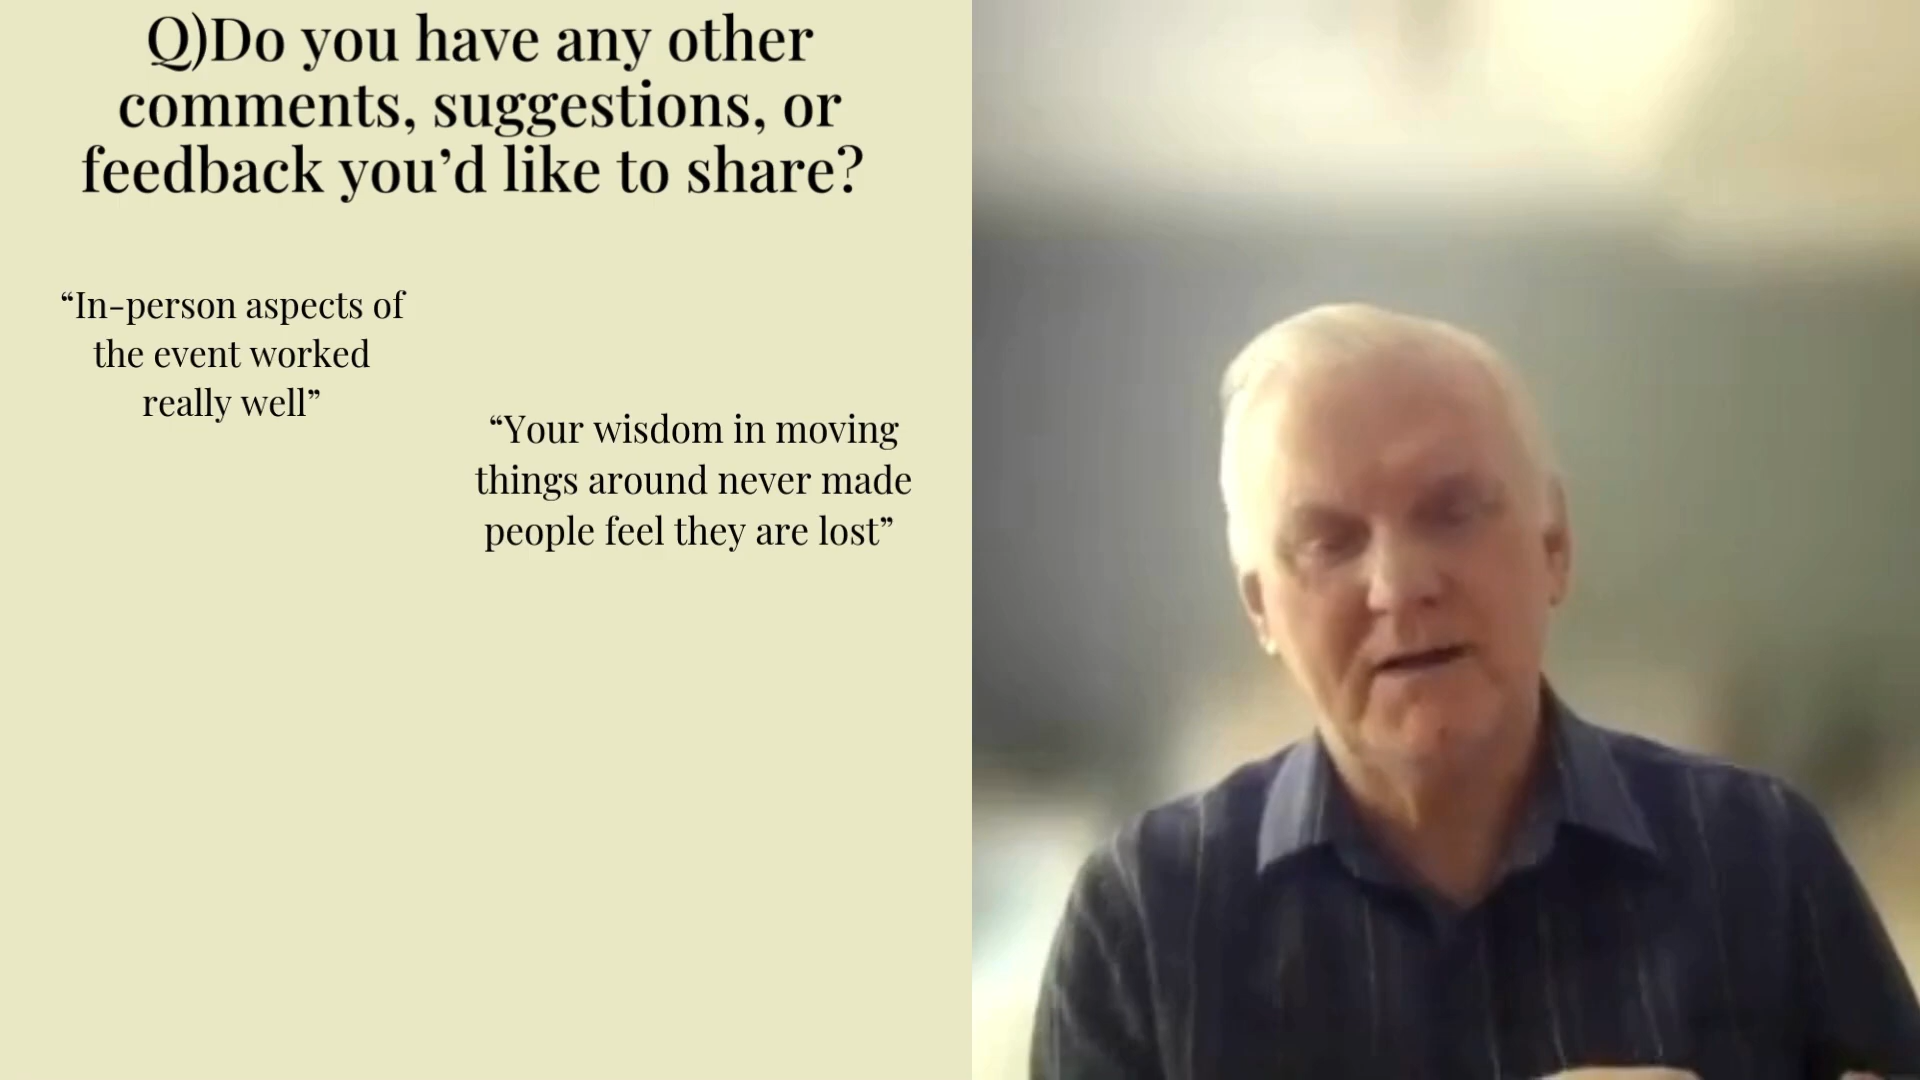 Q)Do you have any other
comments, suggestions, or
feedback you’d like to share?
“In-person aspects of
the event worked
really well”
“Your wisdom in moving
things around never made
people feel they are lost”